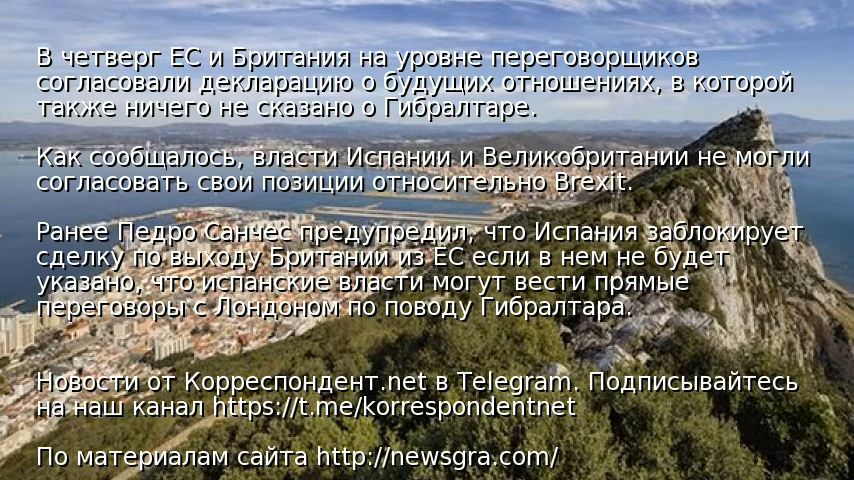 В четверг ЕС и Британия на уровне переговорщиков
согласовали декларацию о будущих отношениях, в которой
также ничего не сказано о Гибралтаре.
Как сообщалось, власти Испании и Великобритании не могли
согласовать свои позиции относительно Brexit.
Ранее Педро Санчес предупредил, что Испания заблокирует
сделку по выходу Британии из ЕС если в нем не будет
указано, что испанские власти могут вести прямые
переговоры с Лондоном по поводу Гибралтара.
Новости от Корреспондент.net в Telegram. Подписывайтесь
на наш канал https://t.me/korrespondentnet
По материалам сайта http://newsgra.com/